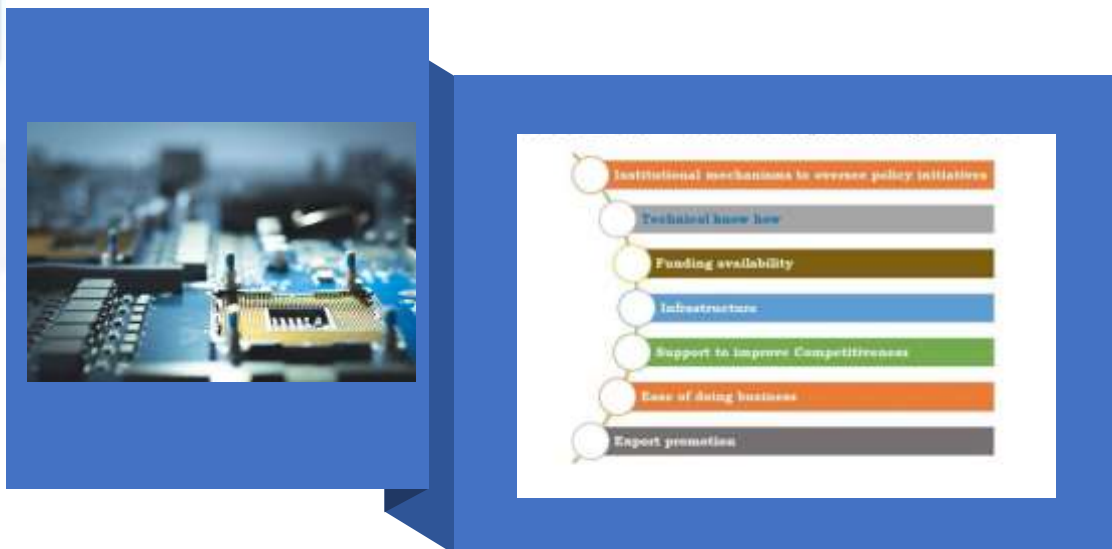 Institutional mechanisms to oversee policy initiatives
Technical know how
Funding availability
Infrastructure
Support to improve Competitiveness
Ease of doing business
Export promotion